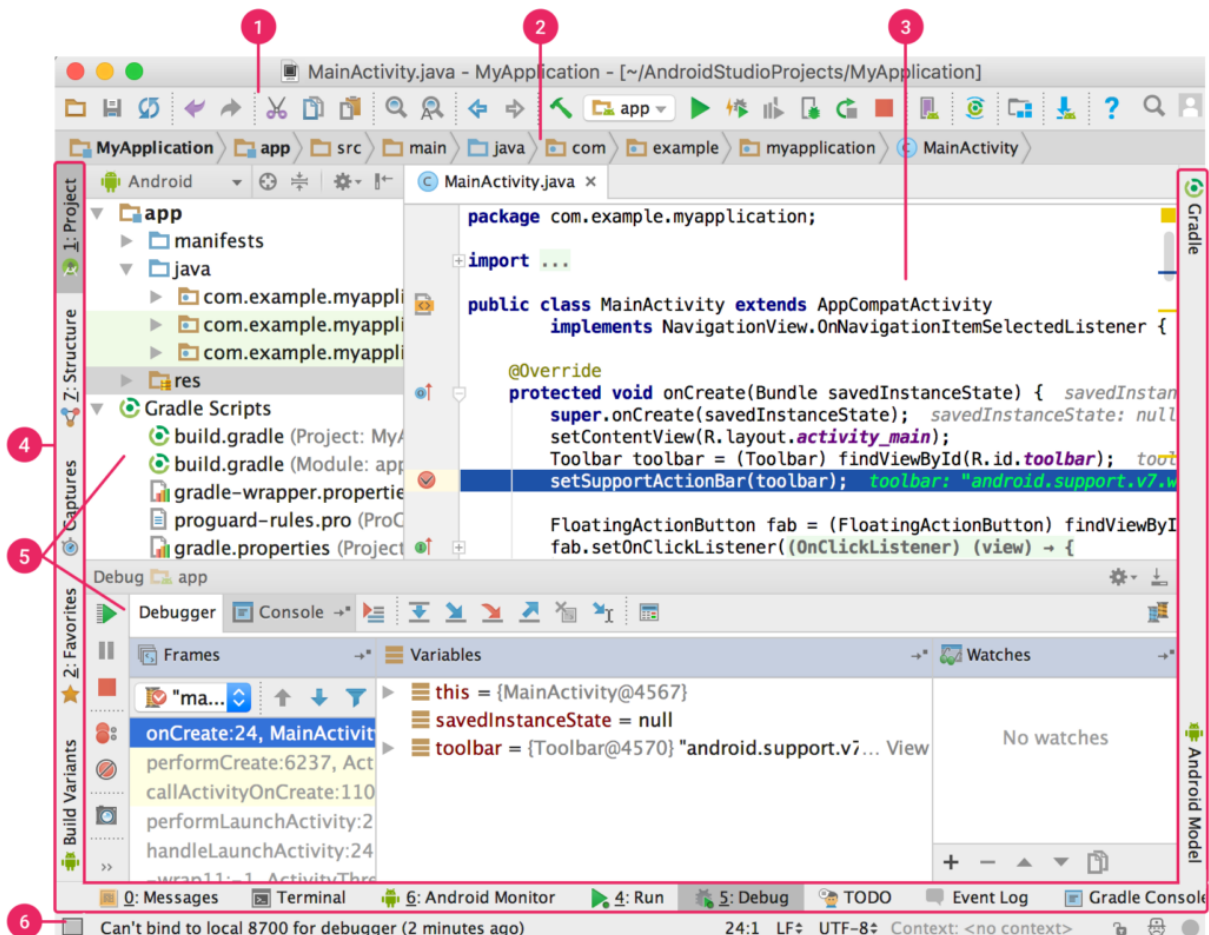 1 2 3
MainActivity.java - MyApplication - [~/AndroidStudioProjects/MyApplication]
app
MyApplication app src main java com example myapplication MainActivity
1: Project
Z: Structure
Captures
2: Favorites
Build Variants
4
5
6
Android
app
manifests
java
com.example.myappli
com.example.myappli
com.example.myappli
res
Gradle Scripts
build.gradle (Project: MyA
build.gradle (Module: app
gradle-wrapper.propertie
proguard-rules.pro (ProC
gradle.properties (Project
MainActivity.java ×
package com.example.myapplication;
import ...
public class MainActivity extends AppCompatActivity
implements NavigationView.OnNavigationItemSelectedListener {
@Override
protected void onCreate(Bundle savedInstanceState) { savedInstan
super.onCreate(savedInstanceState); savedInstanceState: null
setContentView(R.layout.activity_main);
Toolbar toolbar = (Toolbar) findViewById(R.id.toolbar); tool
setSupportActionBar(toolbar); toolbar: "android.support.v7.w
FloatingActionButton fab = (FloatingActionButton) findViewByI
fab.setOnClickListener((OnClickListener) (view) → {
Gradle
Android Model
Debug app
Debugger Console
Frames
Variables
Watches
"ma...
onCreate:24, MainActivit
performCreate:6237, Act
callActivityOnCreate:110
performLaunchActivity:2
handleLaunchActivity:24
-wrap11:-1, ActivityThre
this = {MainActivity@4567}
savedInstanceState = null
toolbar = {Toolbar@4570} "android.support.v7... View
No watches
0: Messages Terminal 6: Android Monitor 4: Run 5: Debug TODO Event Log Gradle Console
Can't bind to local 8700 for debugger (2 minutes ago) 24:1 LF UTF-8 Context: <no context>